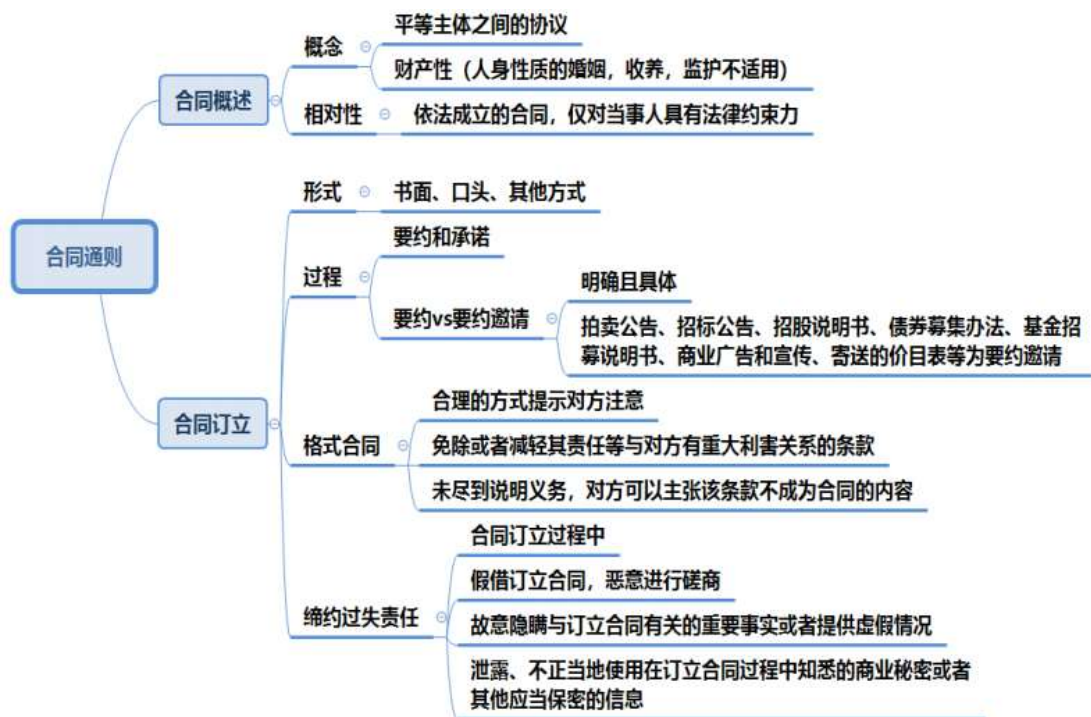 合同通则
合同概述
概念
平等主体之间的协议
财产性（人身性质的婚姻，收养，监护不适用）
相对性
依法成立的合同，仅对当事人具有法律约束力
合同订立
形式
书面、口头、其他方式
过程
要约和承诺
要约vs要约邀请
明确且具体
拍卖公告、招标公告、招股说明书、债券募集办法、基金招
募说明书、商业广告和宣传、寄送的价目表等为要约邀请
格式合同
合理的方式提示对方注意
免除或者减轻其责任等与对方有重大利害关系的条款
未尽到说明义务，对方可以主张该条款不成为合同的内容
缔约过失责任
合同订立过程中
假借订立合同，恶意进行磋商
故意隐瞒与订立合同有关的重要事实或者提供虚假情况
泄露、不正当地使用在订立合同过程中知悉的商业秘密或者
其他应当保密的信息